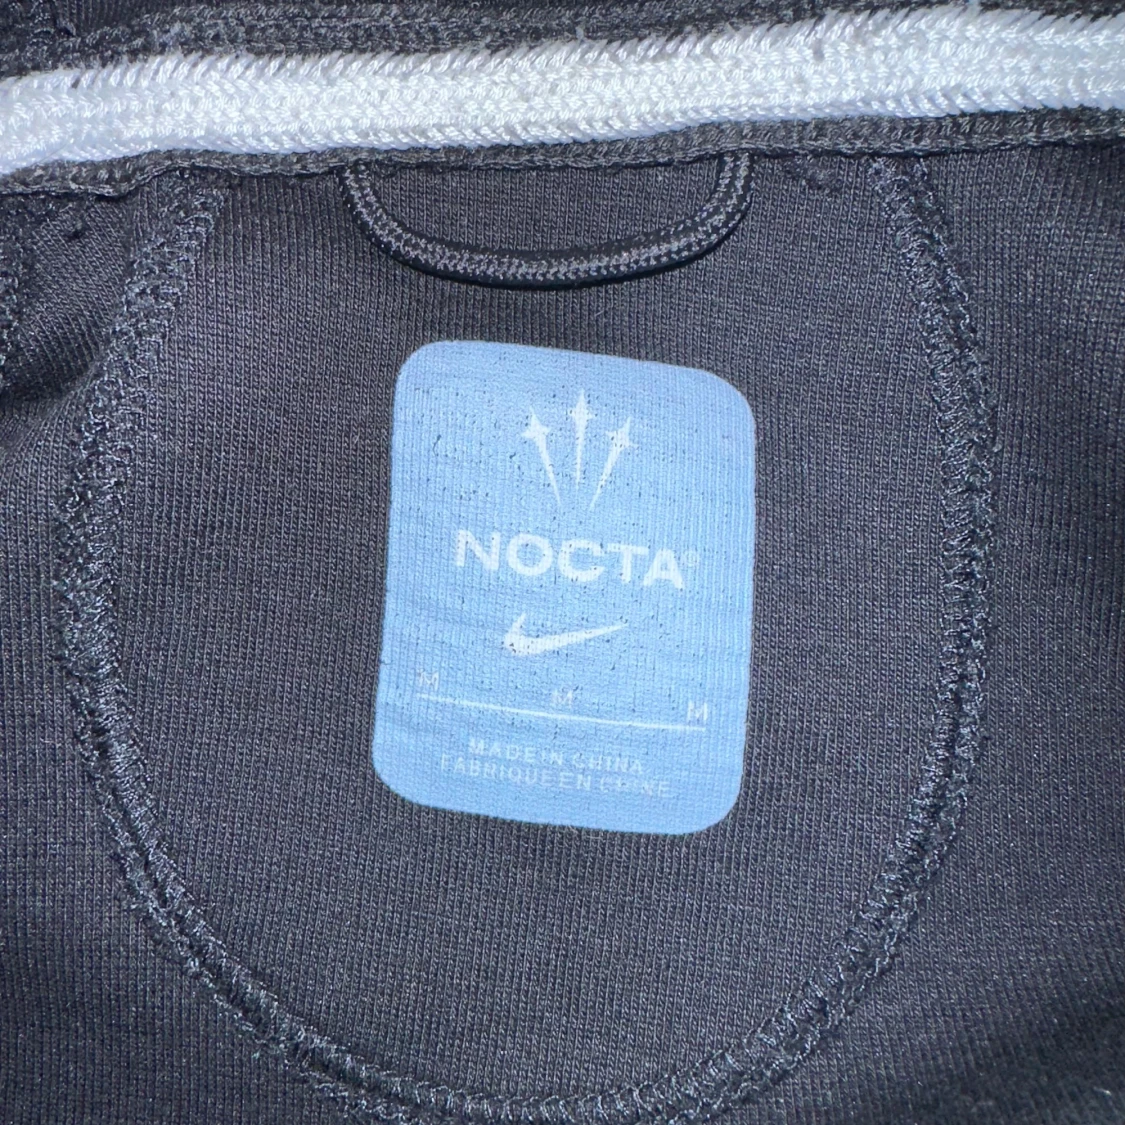 NOCTA®
M M M
MADE IN CHINA
FABRIQUE EN CHINE